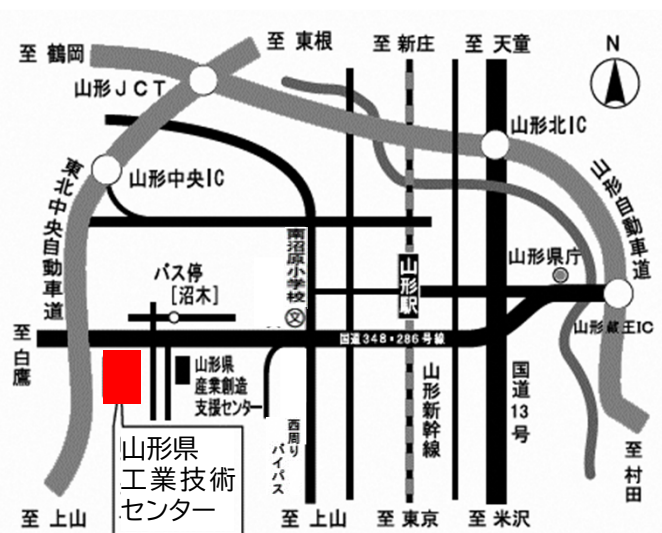 至 鶴岡
至 東根
至 新庄
至 天童
N
山形JCT
山形北IC
山形中央IC
東北中央自動車道
山形自動車道
南沼原小学校
文
バス停
[沼木]
山形駅
山形県庁
山形蔵王IC
至 白鷹
国道348・286号線
山形県
産業創造
支援センター
山形新幹線
国道13号
西周り
バイパス
山形県
工業技術
センター
至 村田
至 上山
至 上山
至 東京
至 米沢